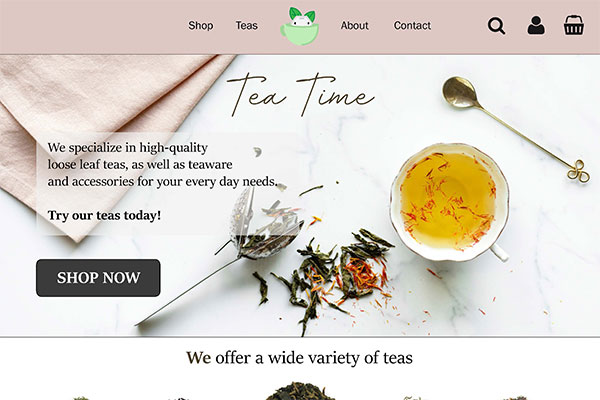 Shop Teas About Contact
Tea Time
We specialize in high-quality
loose leaf teas, as well as teaware
and accessories for your every day needs.
Try our teas today!
SHOP NOW
We offer a wide variety of teas